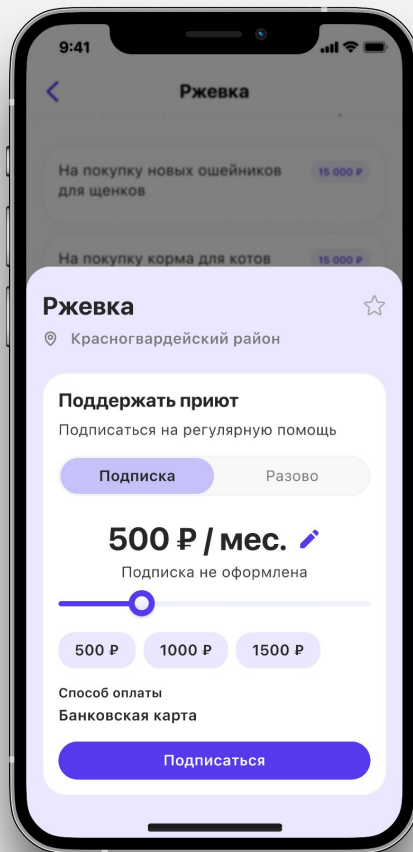 9:41
Ржевка
На покупку новых ошейников
для щенков
15 000 ₽
На покупку корма для котов
15 000 ₽
Ржевка
Красногвардейский район
Поддержать приют
Подписаться на регулярную помощь
Подписка
Разово
500 ₽ / мес.
Подписка не оформлена
500 ₽
1000 ₽
1500 ₽
Способ оплаты
Банковская карта
Подписаться